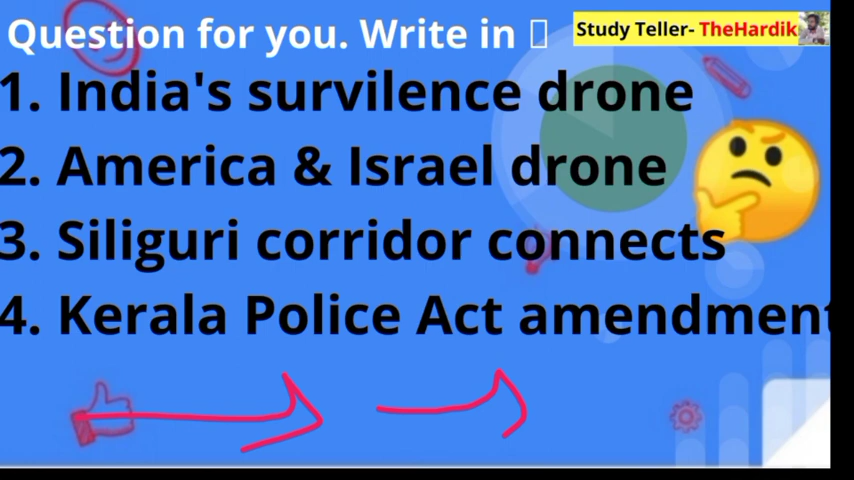 Question for you. Write in
Study Teller- TheHardik
1. India's survilence drone
2. America & Israel drone
3. Siliguri corridor connects
4. Kerala Police Act amendment